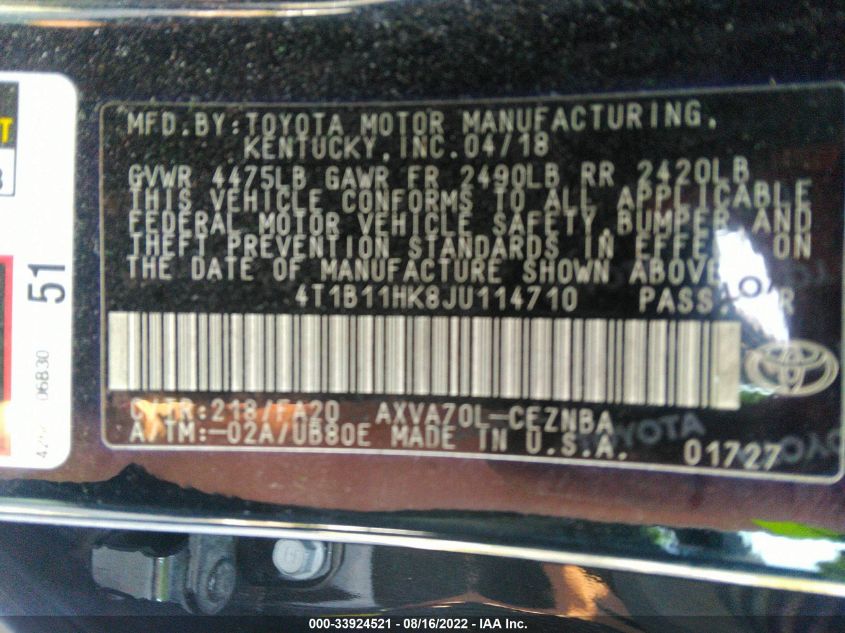 MFD.BY:TOYOTA MOTOR MANUFACTURING,
KENTUCKY, INC. 04/18
GVWR 4475LB GAWR FR 2490LB RR 2420LB
THIS VEHICLE CONFORMS TO ALL APPLICABLE
FEDERAL MOTOR VEHICLE SAFETY, BUMPER AND
THEFT PREVENTION STANDARDS IN EFFECT ON
THE DATE OF MANUFACTURE SHOWN ABOVE
4T1B11HK8JU114710 PASS.
C/TR:218/FA20 AXVA70L-CEZNBA
A/TM:-02A/UB80E MADE IN U.S.A. 01727
TOYOTA
51
06B30
000-33924521 - 08/16/2022 - IAA Inc.